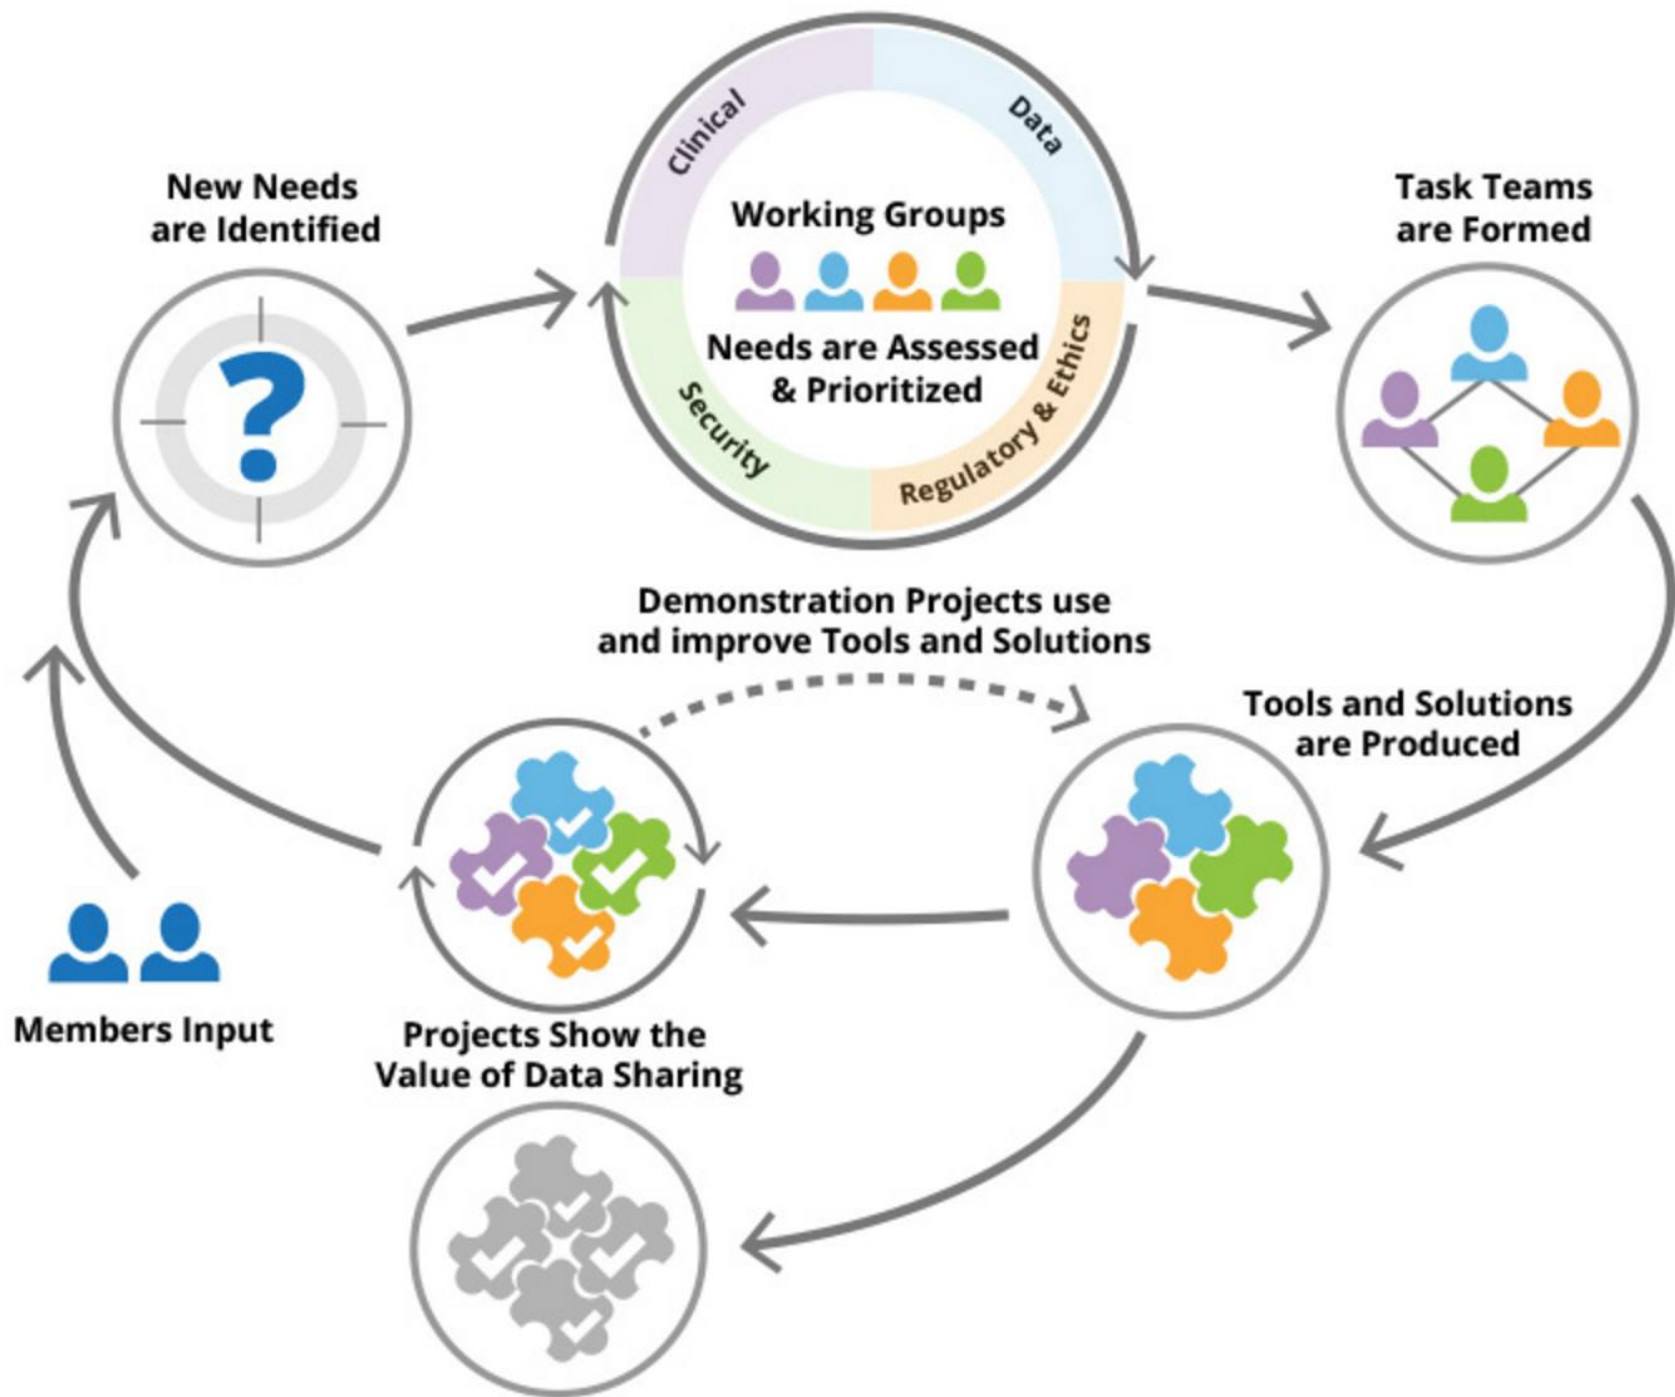 New Needs
are Identified
Clinical
Data
Working Groups
Needs are Assessed
& Prioritized
Security
Regulatory & Ethics
Task Teams
are Formed
Demonstration Projects use
and improve Tools and Solutions
Tools and Solutions
are Produced
Members Input
Projects Show the
Value of Data Sharing
?